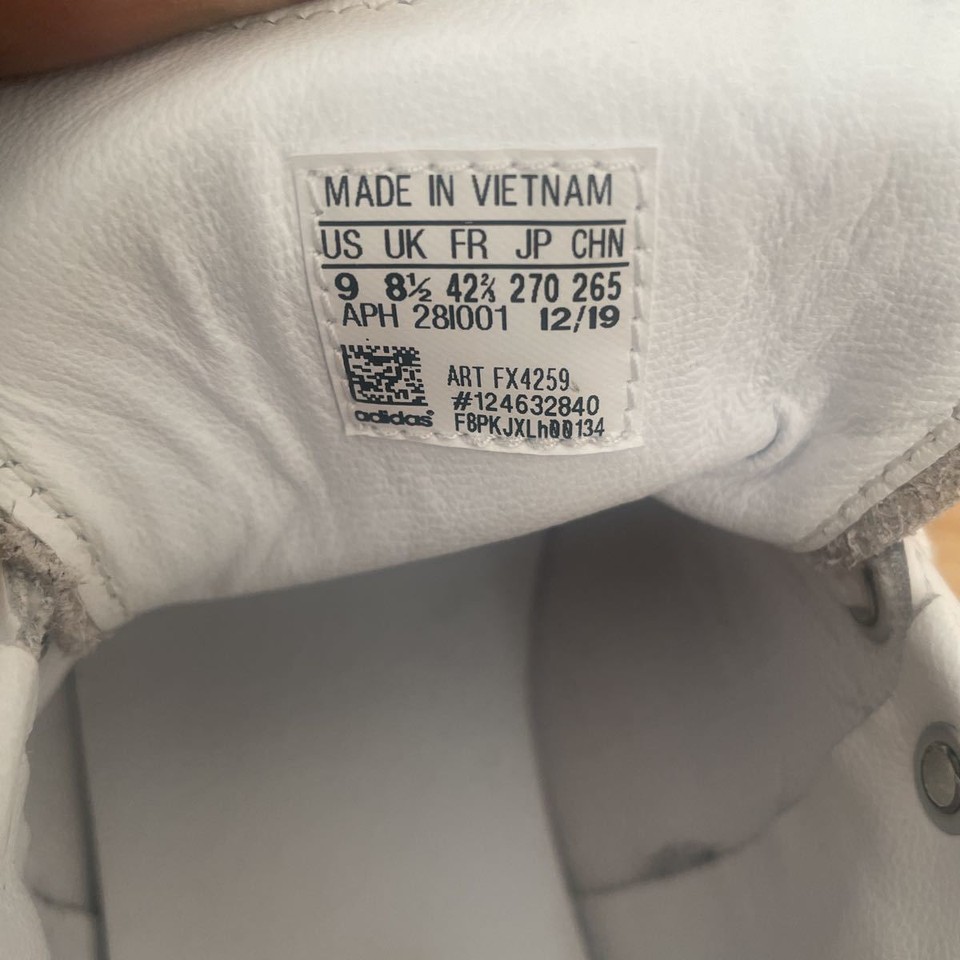 MADE IN VIETNAM
US UK FR JP CHN
9 8½ 42⅔ 270 265
APH 28I001 12/19
ART FX4259
#124632840
adidas F8PKJXLh00134